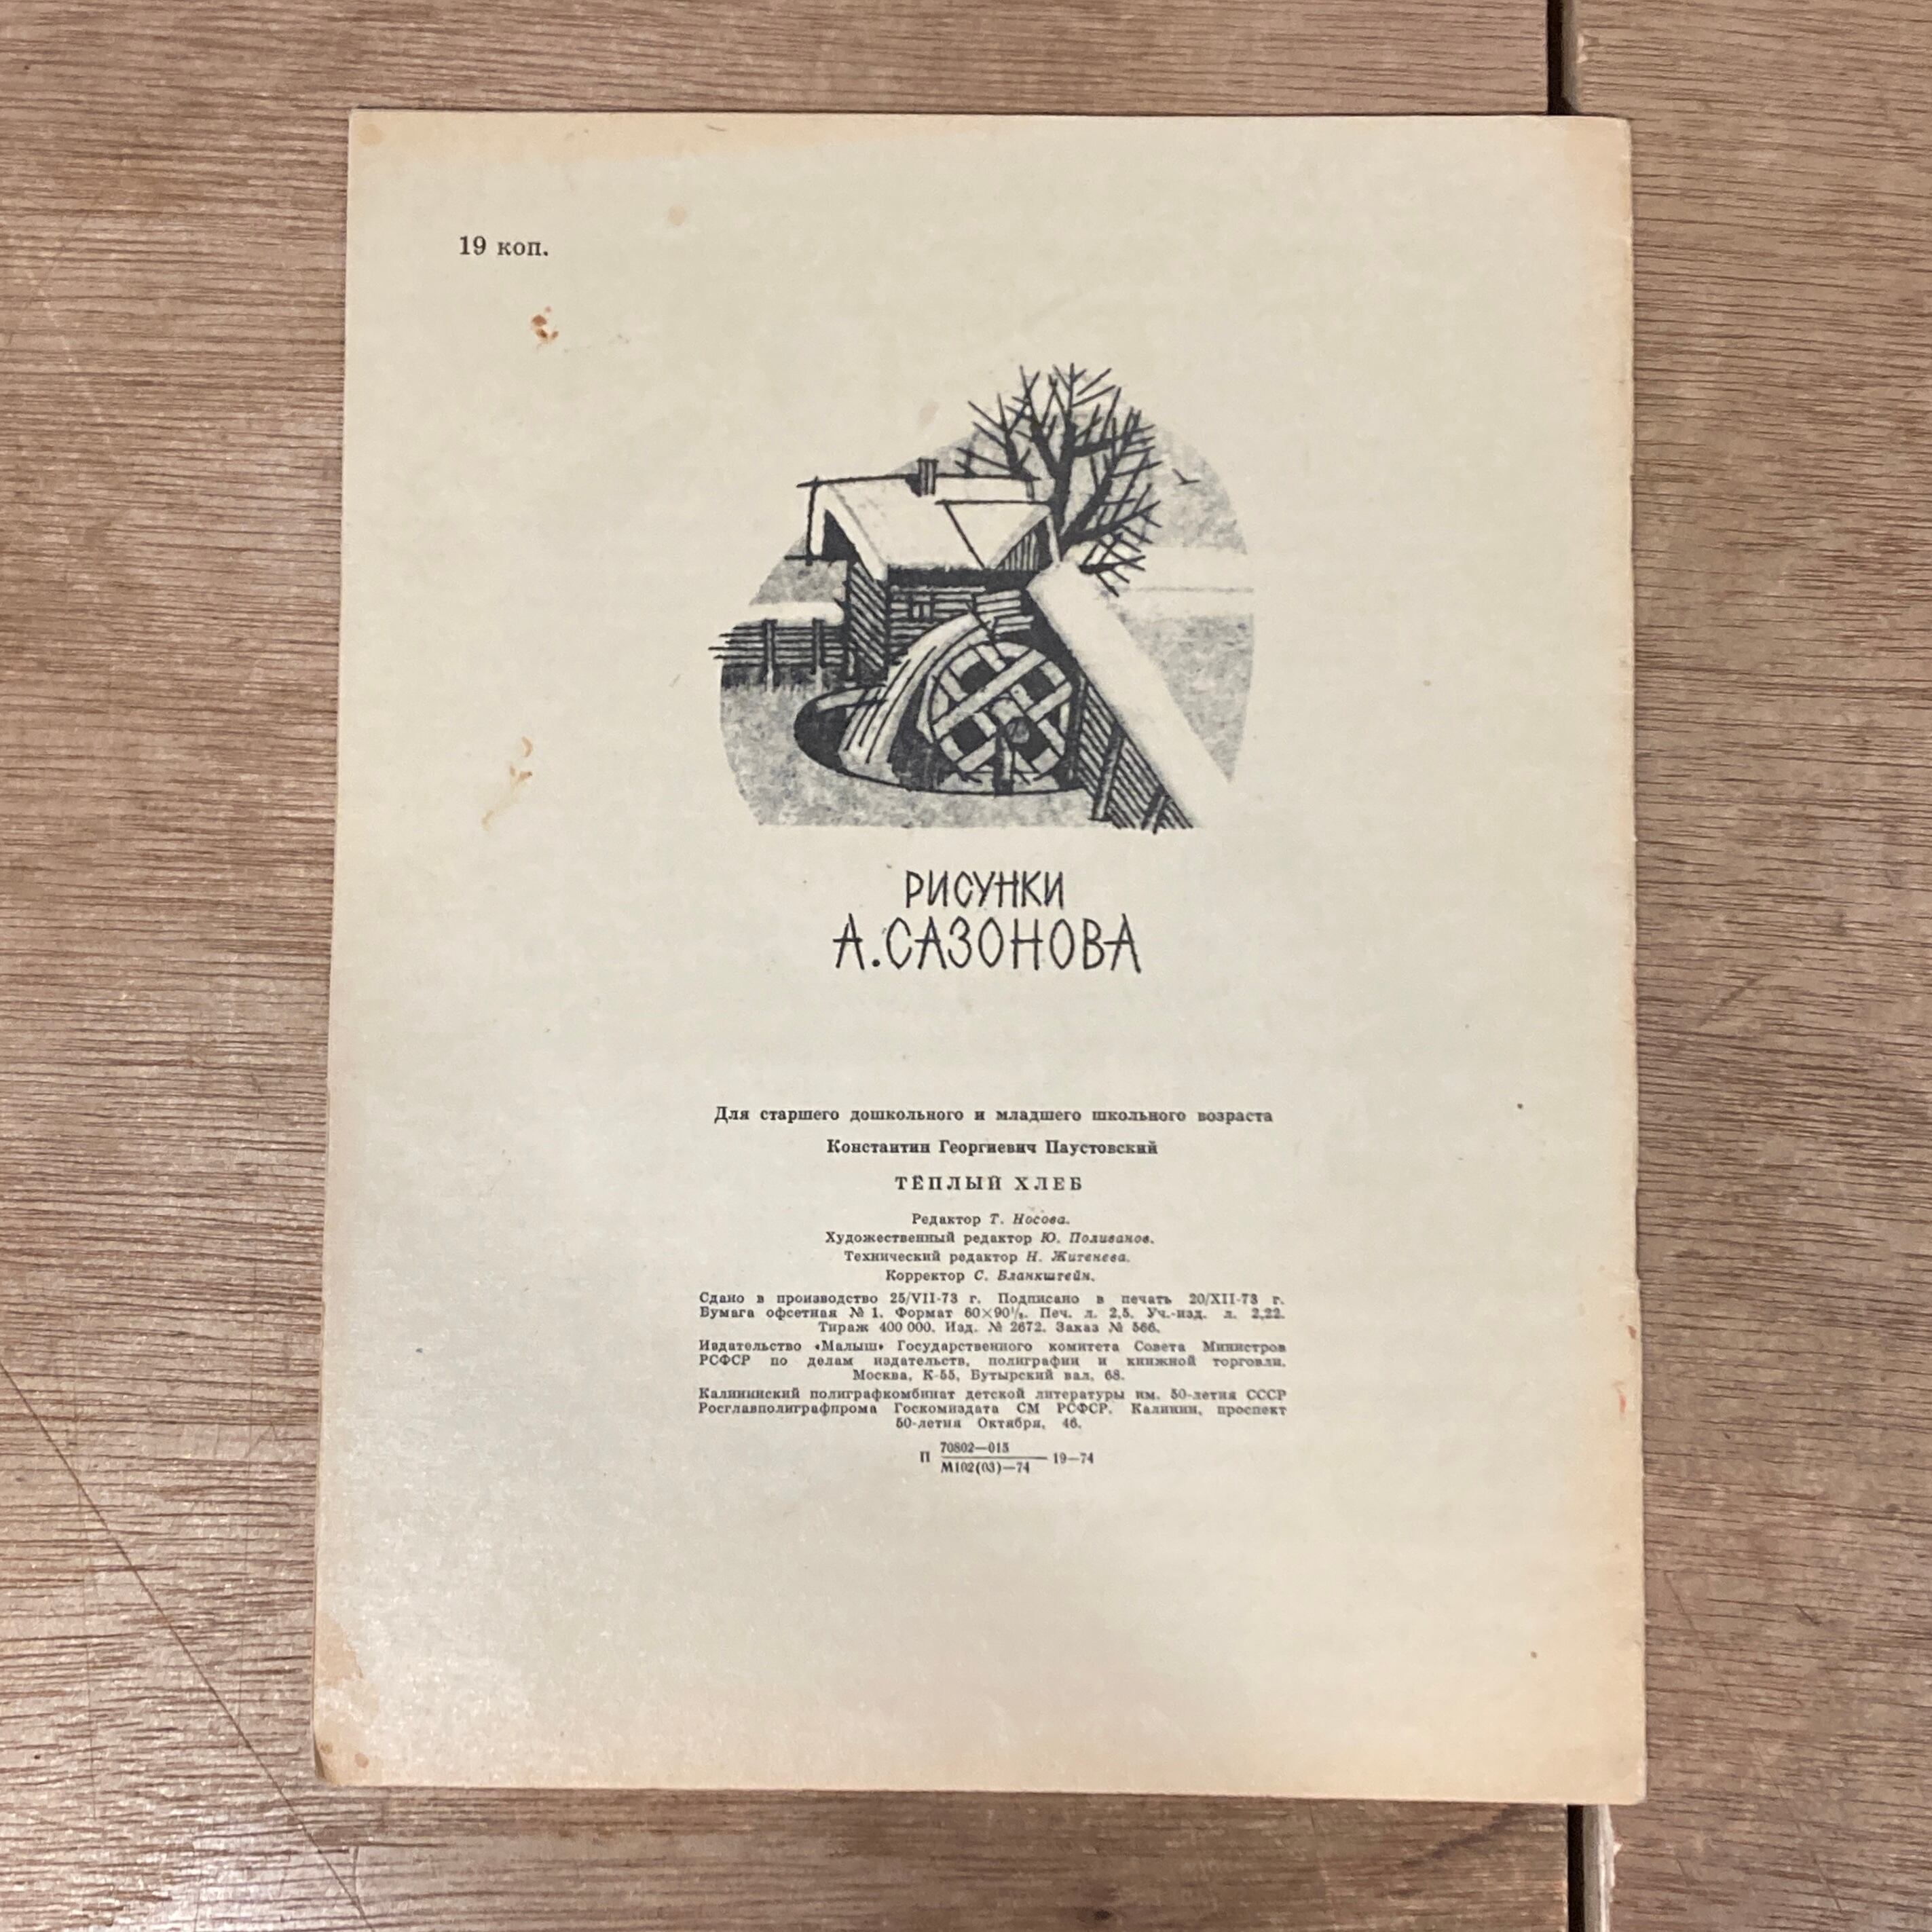 19 коп.
РИСУНКИ
А. САЗОНОВА
Для старшего дошкольного и младшего школьного возраста
Константин Георгиевич Паустовский
ТЁПЛЫЙ ХЛЕБ
Редактор Т. Носова.
Художественный редактор Ю. Поливанов.
Технический редактор Н. Житенева.
Корректор С. Бланкштейн.
Сдано в производство 25/VII-73 г. Подписано в печать 20/XII-73 г.
Бумага офсетная № 1. Формат 60×90¹/₈. Печ. л. 2,5. Уч.-изд. л. 2,22.
Тираж 400 000. Изд. № 2672. Заказ № 566.
Издательство «Малыш» Государственного комитета Совета Министров
РСФСР по делам издательств, полиграфии и книжной торговли.
Москва, К-55, Бутырский вал, 68.
Калининский полиграфкомбинат детской литературы им. 50-летия СССР
Росглавполиграфпрома Госкомиздата СМ РСФСР. Калинин, проспект
50-летия Октября, 46.
70802—015
П 19—74
М102(03)—74